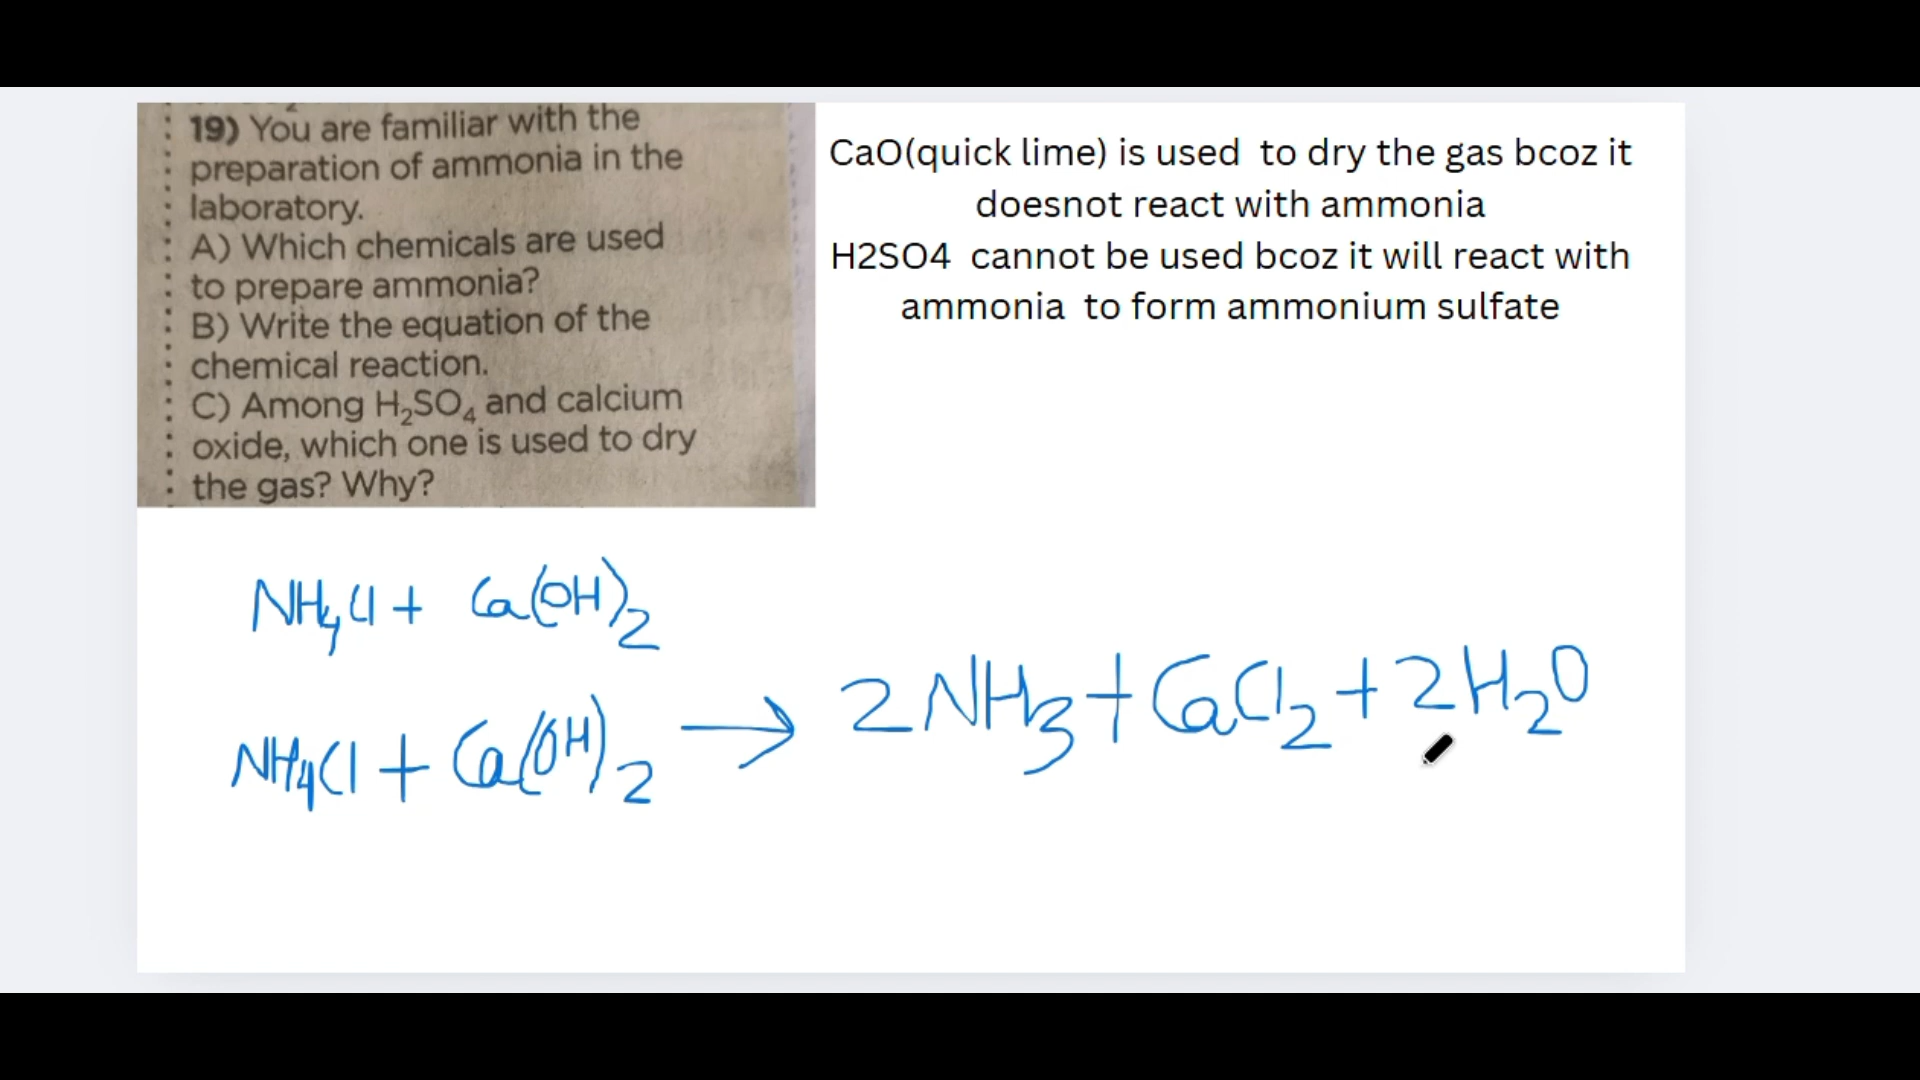 19) You are familiar with the
preparation of ammonia in the
laboratory.
A) Which chemicals are used
to prepare ammonia?
B) Write the equation of the
chemical reaction.
C) Among H₂SO₄ and calcium
oxide, which one is used to dry
the gas? Why?
CaO(quick lime) is used to dry the gas bcoz it
doesnot react with ammonia
H2SO4 cannot be used bcoz it will react with
ammonia to form ammonium sulfate
NH₄Cl + Ca(OH)₂
NH₄Cl + Ca(OH)₂ → 2NH₃ + CaCl₂ + 2H₂O